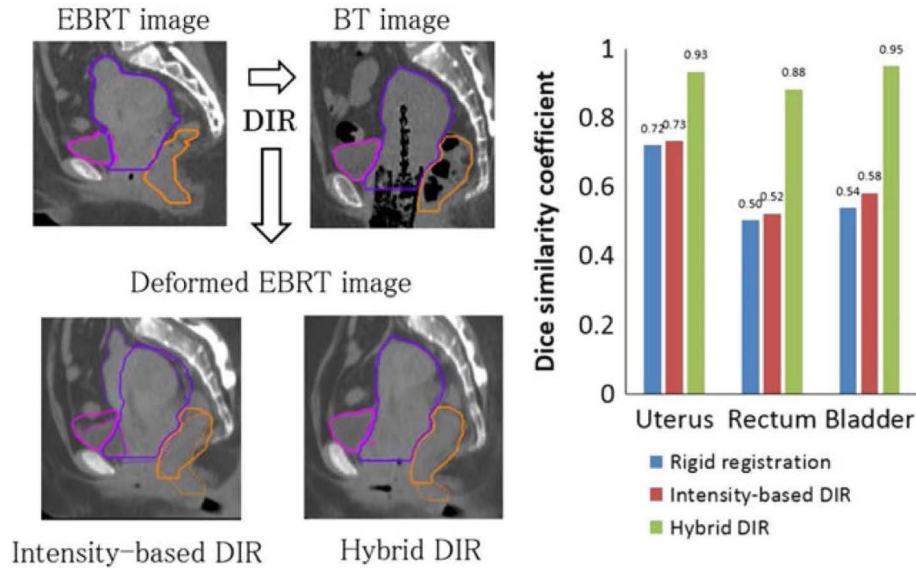 EBRT image
BT image
DIR
Deformed EBRT image
Intensity-based DIR
Hybrid DIR
Dice similarity coefficient
1
0.8
0.6
0.4
0.2
0
0.72
0.73
0.93
0.50
0.52
0.88
0.54
0.58
0.95
Uterus Rectum Bladder
Rigid registration
Intensity-based DIR
Hybrid DIR